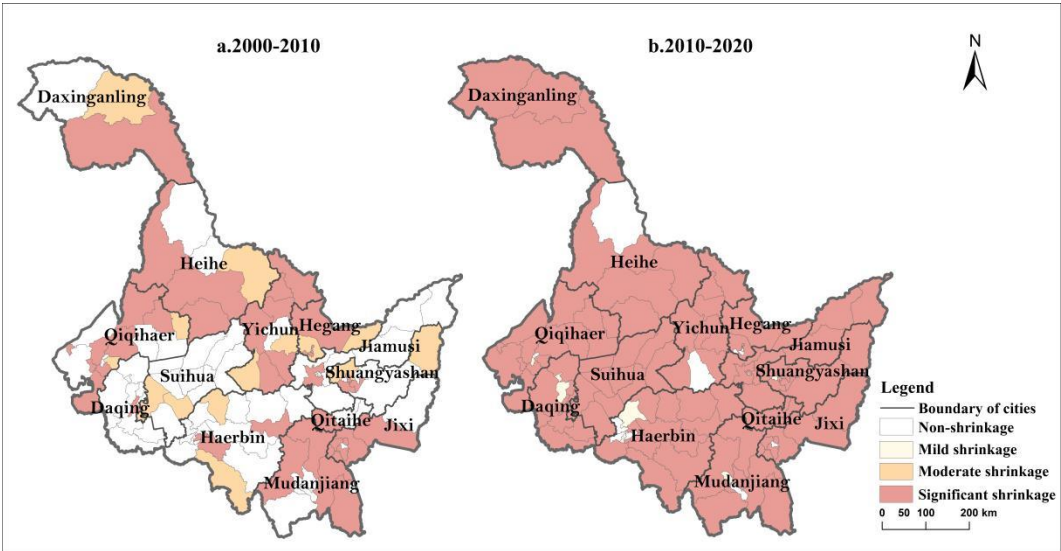 a.2000-2010
b.2010-2020
N
Daxinganling
Heihe
Qiqihaer
Yichun
Hegang
Jiamusi
Suihua
Shuangyashan
Daqing
Haerbin
Qitaihe
Jixi
Mudanjiang
Daxinganling
Heihe
Qiqihaer
Yichun
Hegang
Jiamusi
Suihua
Shuangyashan
Daqing
Haerbin
Qitaihe
Jixi
Mudanjiang
Legend
Boundary of cities
Non-shrinkage
Mild shrinkage
Moderate shrinkage
Significant shrinkage
0 50 100 200 km